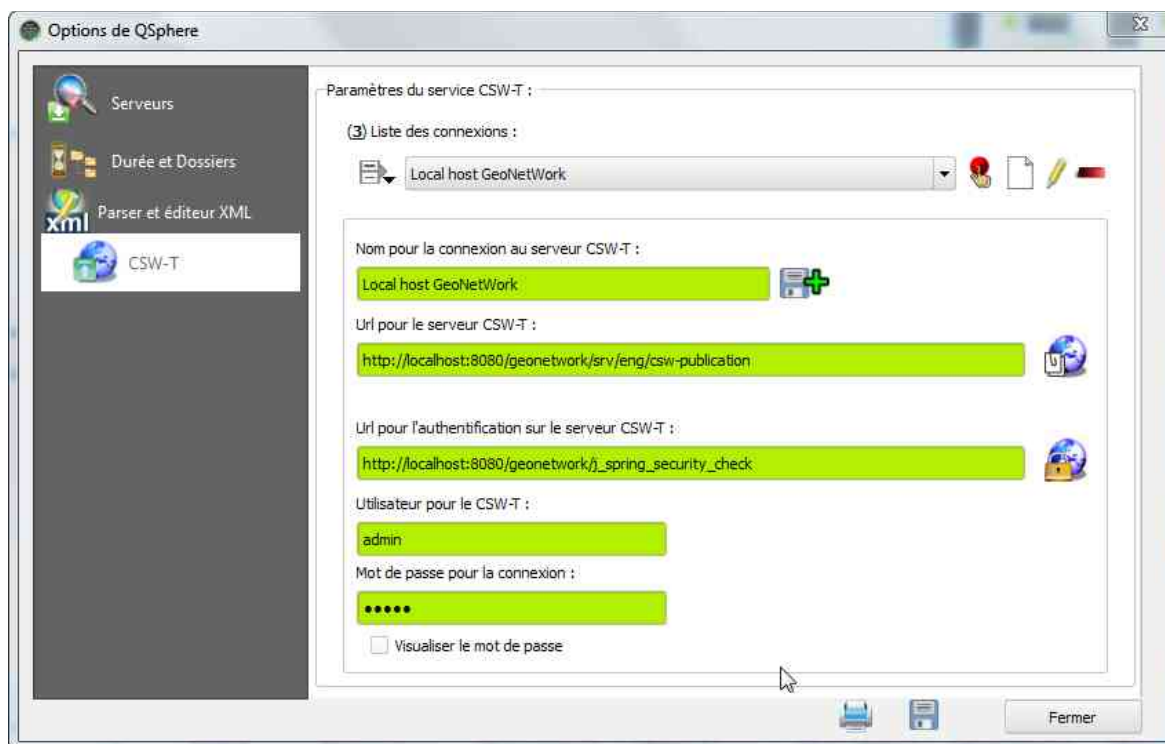 Options de QSphere
Serveurs
Durée et Dossiers
xml Parser et éditeur XML
CSW-T
Paramètres du service CSW-T :
(3) Liste des connexions :
Local host GeoNetWork
Nom pour la connexion au serveur CSW-T :
Local host GeoNetWork
Url pour le serveur CSW-T :
http://localhost:8080/geonetwork/srv/eng/csw-publication
Url pour l'authentification sur le serveur CSW-T :
http://localhost:8080/geonetwork/j_spring_security_check
Utilisateur pour le CSW-T :
admin
Mot de passe pour la connexion :
•••••
Visualiser le mot de passe
Fermer